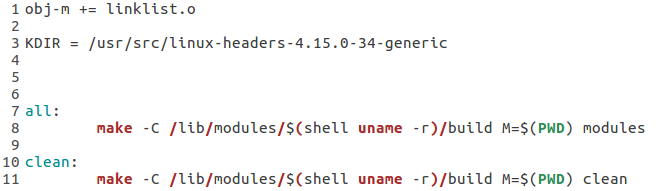 1 obj-m += linklist.o
2
3 KDIR = /usr/src/linux-headers-4.15.0-34-generic
4
5
6
7 all:
8         make -C /lib/modules/$(shell uname -r)/build M=$(PWD) modules
9
10 clean:
11         make -C /lib/modules/$(shell uname -r)/build M=$(PWD) clean